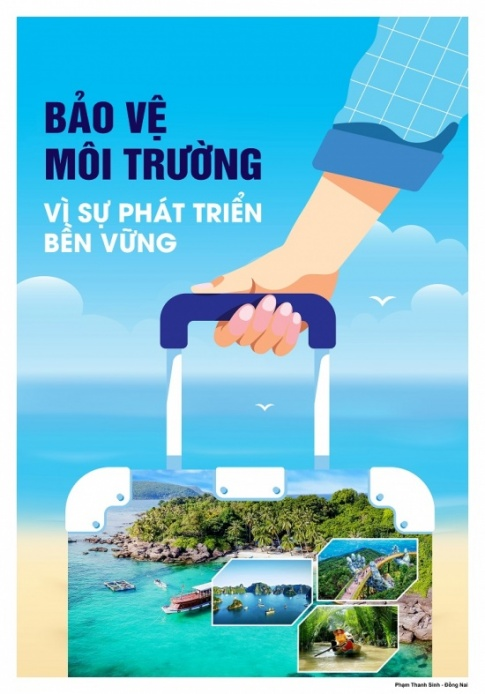 BẢO VỆ
MÔI TRƯỜNG
VÌ SỰ PHÁT TRIỂN
BỀN VỮNG
Phạm Thanh Sinh - Đồng Nai